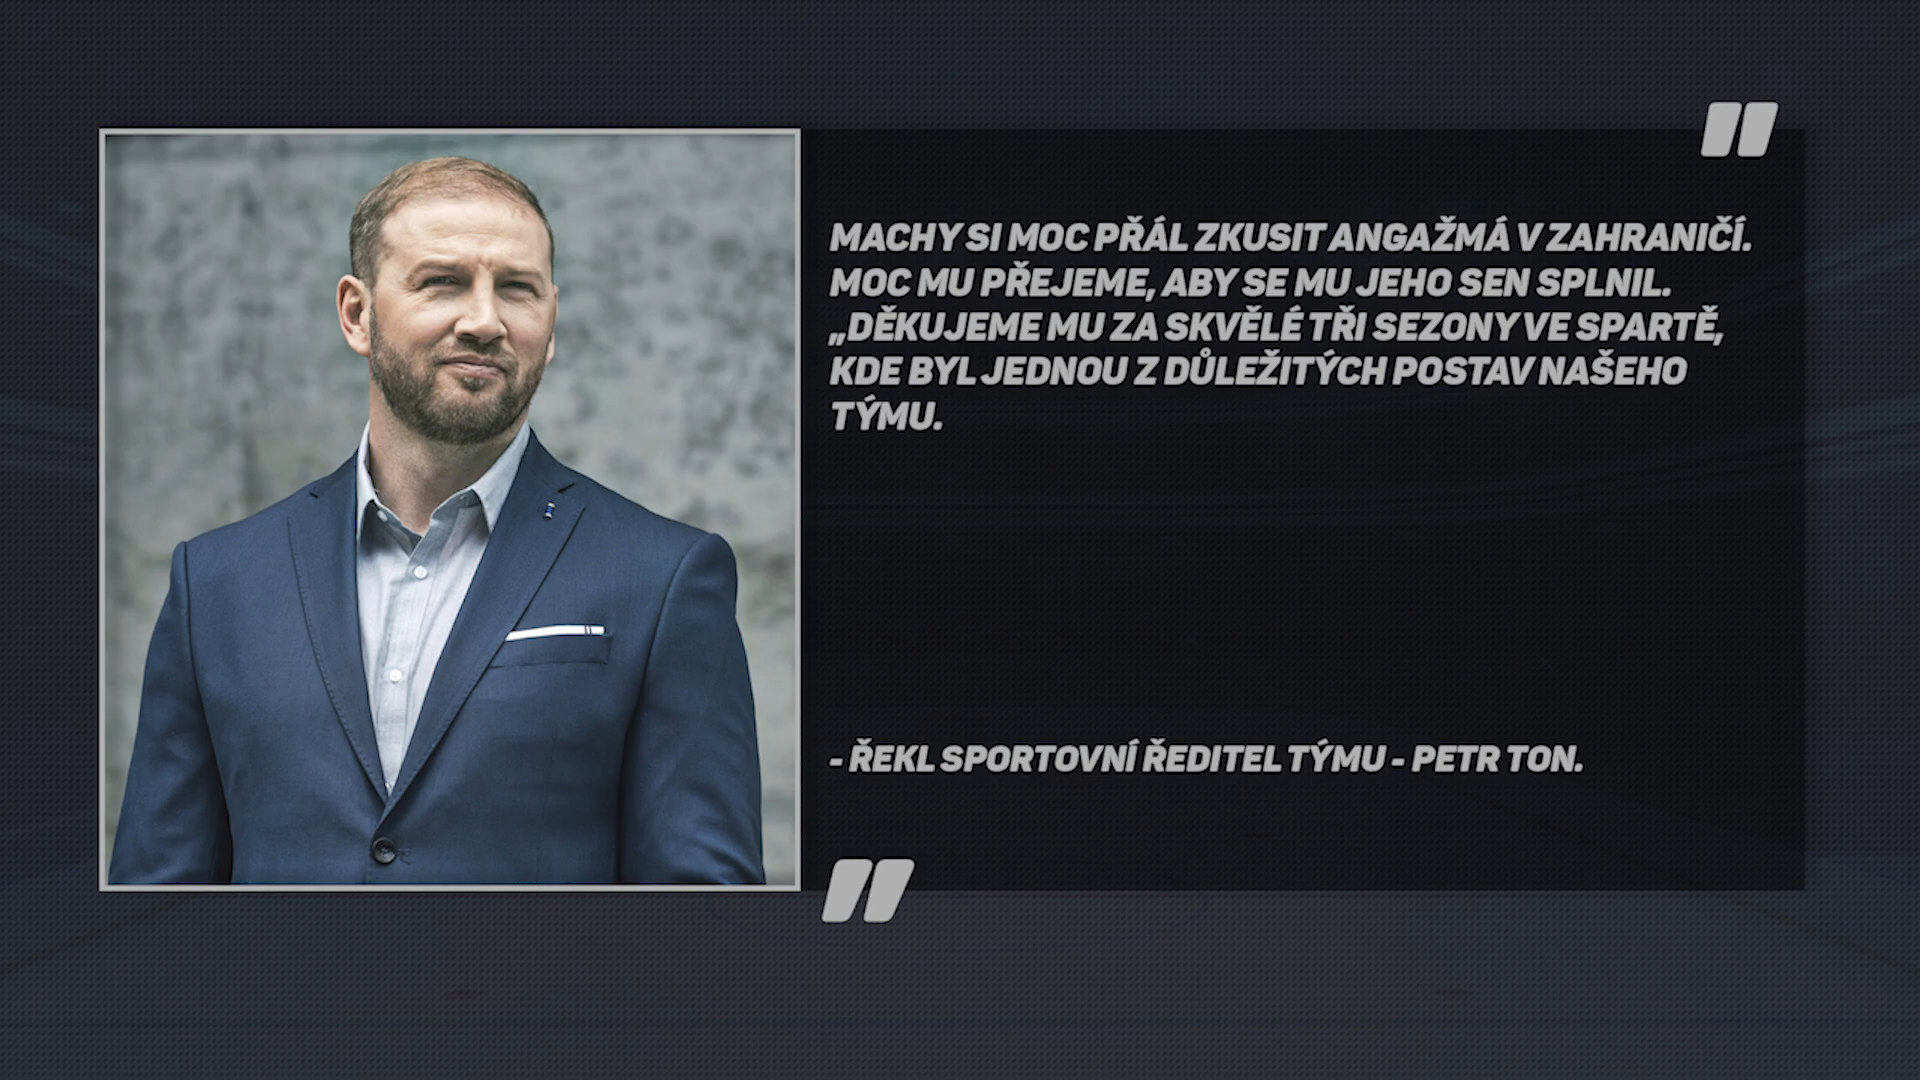 MACHY SI MOC PŘÁL ZKUSIT ANGAŽMÁ V ZAHRANIČÍ.
MOC MU PŘEJEME, ABY SE MU JEHO SEN SPLNIL.
„DĚKUJEME MU ZA SKVĚLÉ TŘI SEZONY VE SPARTĚ,
KDE BYL JEDNOU Z DŮLEŽITÝCH POSTAV NAŠEHO
TÝMU.
- ŘEKL SPORTOVNÍ ŘEDITEL TÝMU - PETR TON.